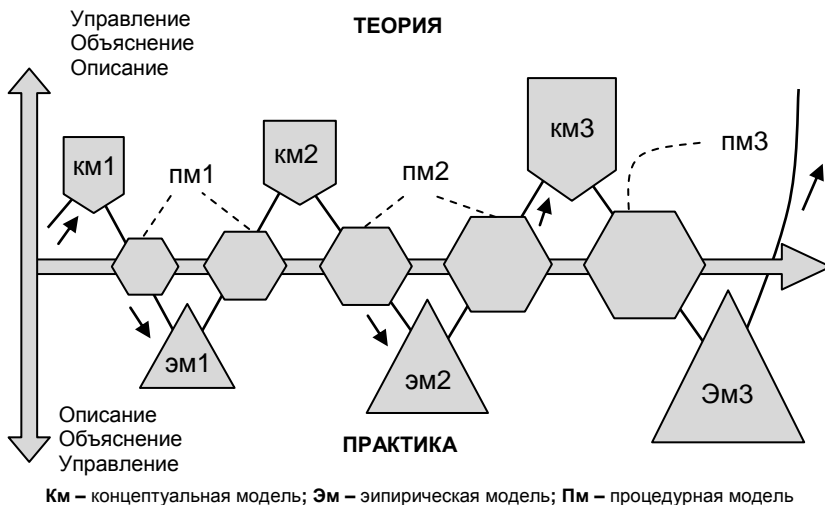 Управление
Объяснение
Описание
ТЕОРИЯ
км1
пм1
км2
пм2
км3
пм3
эм1
эм2
Эм3
Описание
Объяснение
Управление
ПРАКТИКА
Км – концептуальная модель; Эм – эипирическая модель; Пм – процедурная модель